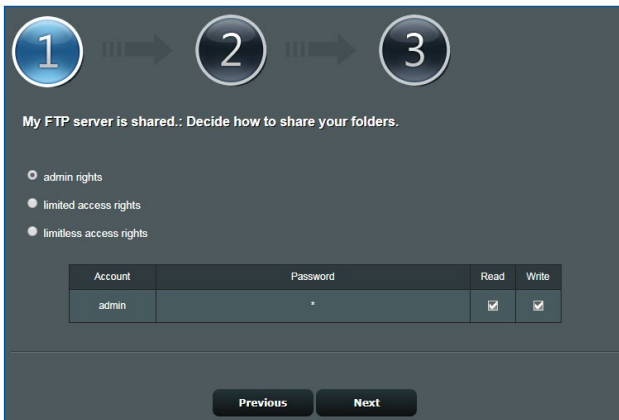 1 2 3
My FTP server is shared.: Decide how to share your folders.
admin rights
limited access rights
limitless access rights
Account Password Read Write
admin *
Previous Next